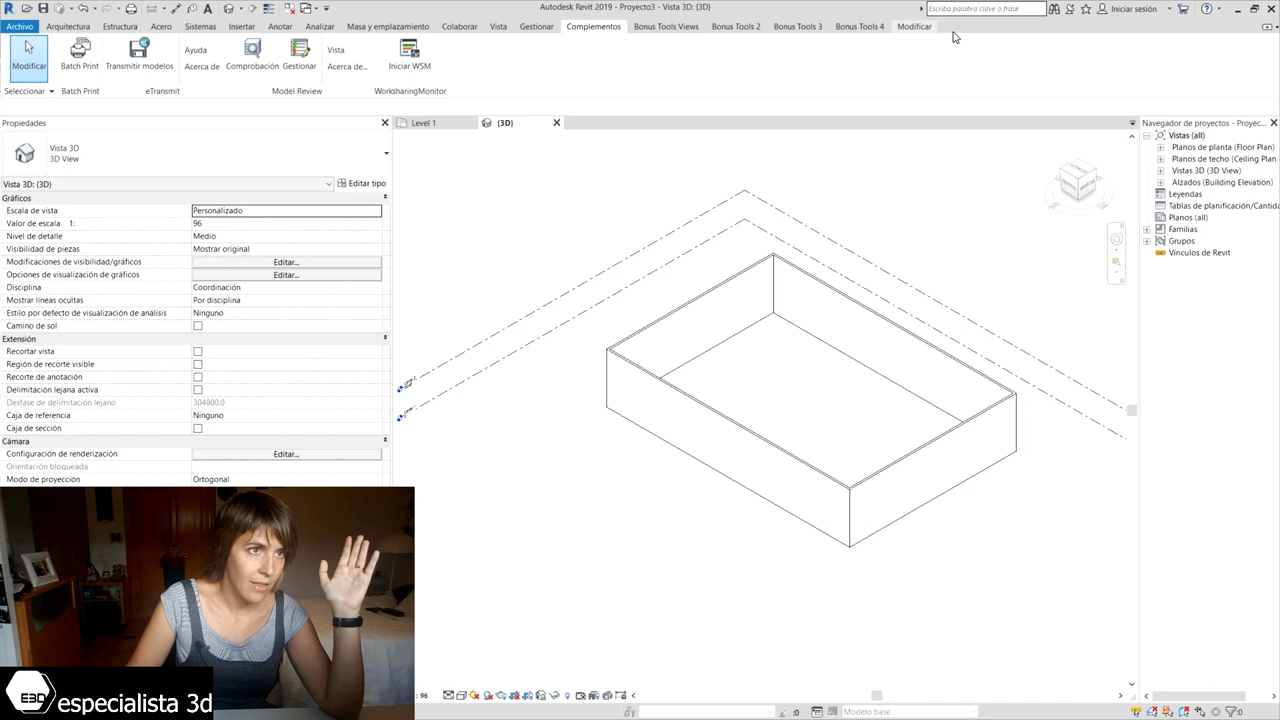 Autodesk Revit 2019 - Proyecto3 - Vista 3D: {3D}
Escriba palabra clave o frase
Iniciar sesión
Archivo Arquitectura Estructura Acero Sistemas Insertar Anotar Analizar Masa y emplazamiento Colaborar Vista Gestionar Complementos Bonus Tools Views Bonus Tools 2 Bonus Tools 3 Bonus Tools 4 Modificar
Modificar Batch Print Transmitir modelos Ayuda Acerca de Comprobación Gestionar Vista Acerca de... Iniciar WSM
Seleccionar Batch Print eTransmit Model Review WorksharingMonitor
Propiedades
Level 1 {3D}
Navegador de proyectos - Proyec...
Vista 3D
3D View
Vista 3D: {3D} Editar tipo
Gráficos
Escala de vista Personalizado
Valor de escala 1: 96
Nivel de detalle Medio
Visibilidad de piezas Mostrar original
Modificaciones de visibilidad/gráficos Editar...
Opciones de visualización de gráficos Editar...
Disciplina Coordinación
Mostrar líneas ocultas Por disciplina
Estilo por defecto de visualización de análisis Ninguno
Camino de sol
Extensión
Recortar vista
Región de recorte visible
Recorte de anotación
Delimitación lejana activa
Desfase de delimitación lejano 304800.0
Caja de referencia Ninguno
Caja de sección
Cámara
Configuración de renderización Editar...
Orientación bloqueada
Modo de proyección Ortogonal
Vistas (all)
Planos de planta (Floor Plan)
Planos de techo (Ceiling Plan
Vistas 3D (3D View)
Alzados (Building Elevation)
Leyendas
Tablas de planificación/Cantida
Planos (all)
Familias
Grupos
Vínculos de Revit
E3D especialista 3d
96
:0 Modelo base :0